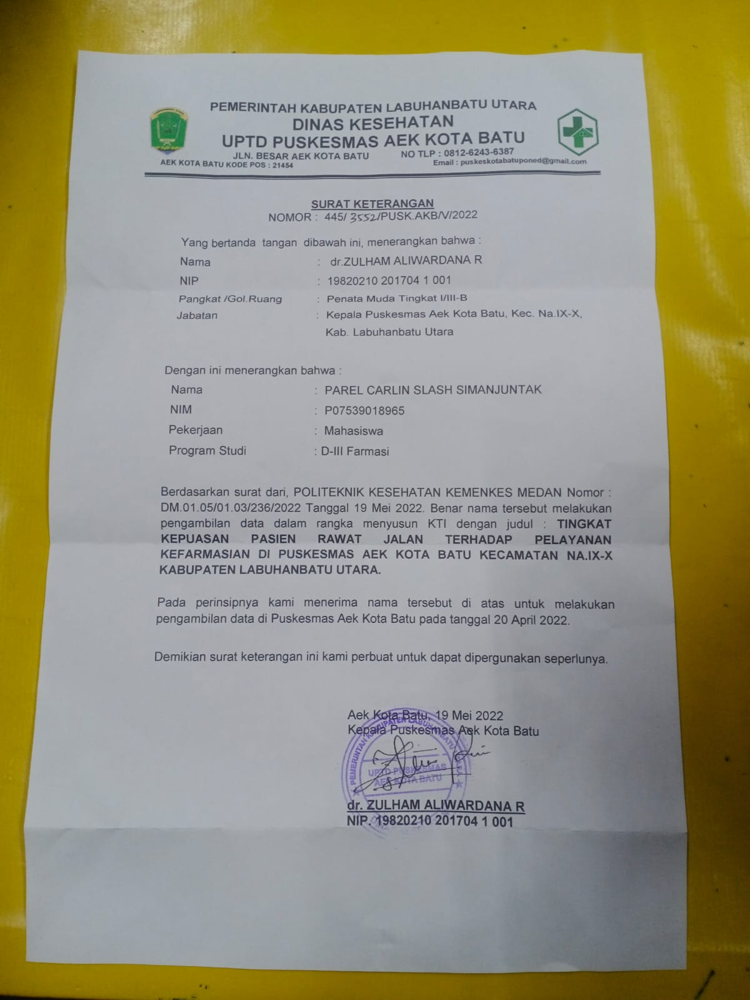 PEMERINTAH KABUPATEN LABUHANBATU UTARA
DINAS KESEHATAN
UPTD PUSKESMAS AEK KOTA BATU
JLN. BESAR AEK KOTA BATU NO TLP : 0812-6243-6387
AEK KOTA BATU KODE POS : 21454 Email : puskeskotabatuponed@gmail.com
SURAT KETERANGAN
NOMOR : 445/ 3552/PUSK.AKB/V/2022
Yang bertanda tangan dibawah ini, menerangkan bahwa :
Nama : dr.ZULHAM ALIWARDANA R
NIP : 19820210 201704 1 001
Pangkat /Gol.Ruang : Penata Muda Tingkat I/III-B
Jabatan : Kepala Puskesmas Aek Kota Batu, Kec. Na.IX-X,
Kab. Labuhanbatu Utara
Dengan ini menerangkan bahwa :
Nama : PAREL CARLIN SLASH SIMANJUNTAK
NIM : P07539018965
Pekerjaan : Mahasiswa
Program Studi : D-III Farmasi
Berdasarkan surat dari, POLITEKNIK KESEHATAN KEMENKES MEDAN Nomor :
DM.01.05/01.03/236/2022 Tanggal 19 Mei 2022. Benar nama tersebut melakukan
pengambilan data dalam rangka menyusun KTI dengan judul : TINGKAT
KEPUASAN PASIEN RAWAT JALAN TERHADAP PELAYANAN
KEFARMASIAN DI PUSKESMAS AEK KOTA BATU KECAMATAN NA.IX-X
KABUPATEN LABUHANBATU UTARA.
Pada perinsipnya kami menerima nama tersebut di atas untuk melakukan
pengambilan data di Puskesmas Aek Kota Batu pada tanggal 20 April 2022.
Demikian surat keterangan ini kami perbuat untuk dapat dipergunakan seperlunya.
Aek Kota Batu, 19 Mei 2022
Kepala Puskesmas Aek Kota Batu
PEMERINTAH KABUPATEN LABUHANBATU UTARA
UPTD PUSKESMAS
AEK KOTA BATU
dr. ZULHAM ALIWARDANA R
NIP. 19820210 201704 1 001